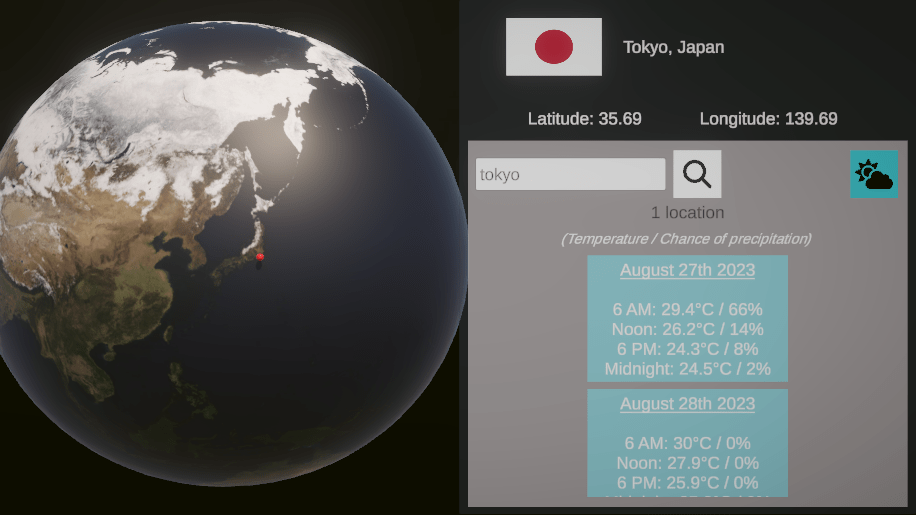 Tokyo, Japan
Latitude: 35.69 Longitude: 139.69
tokyo
1 location
(Temperature / Chance of precipitation)
August 27th 2023
6 AM: 29.4°C / 66%
Noon: 26.2°C / 14%
6 PM: 24.3°C / 8%
Midnight: 24.5°C / 2%
August 28th 2023
6 AM: 30°C / 0%
Noon: 27.9°C / 0%
6 PM: 25.9°C / 0%